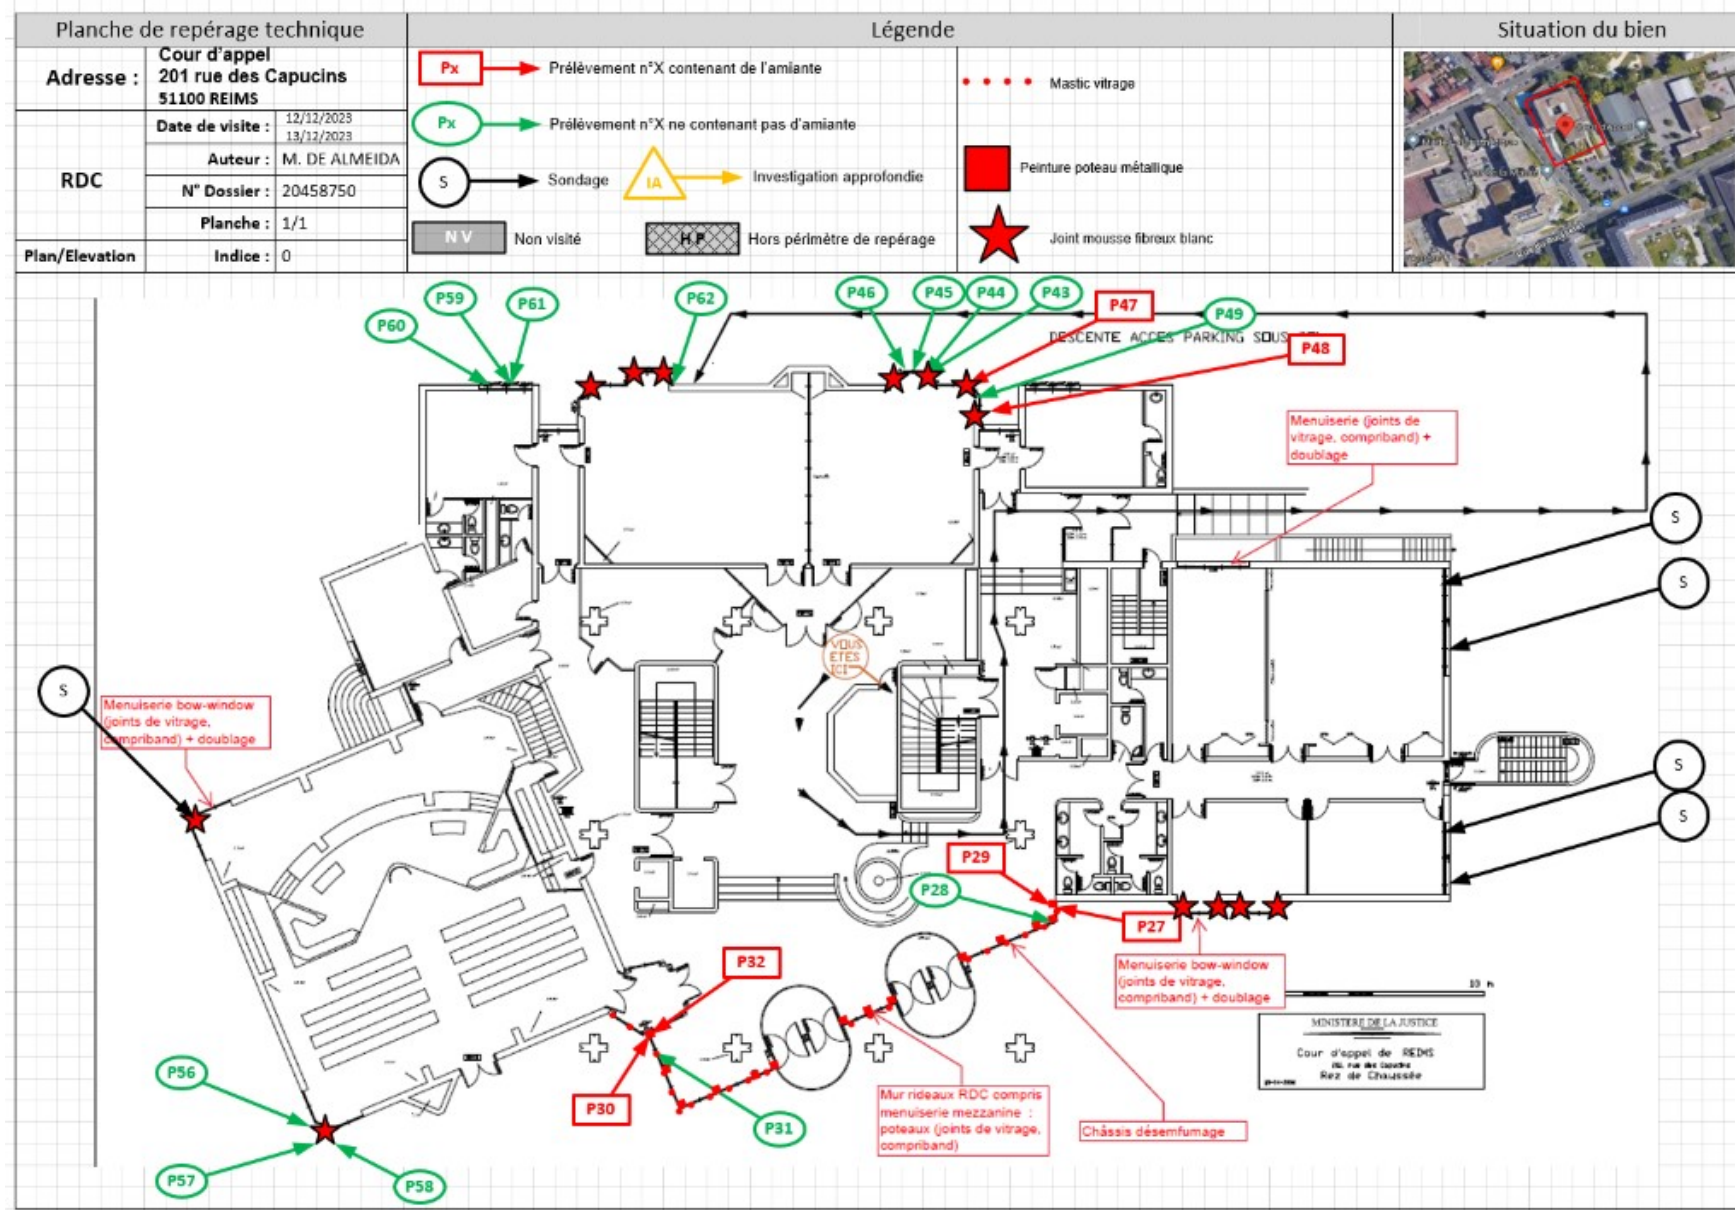 Planche de repérage technique
Légende
Situation du bien
Adresse :
Cour d'appel
201 rue des Capucins
51100 REIMS
RDC
Date de visite :
12/12/2023
13/12/2023
Auteur :
M. DE ALMEIDA
N° Dossier :
20458750
Planche :
1/1
Plan/Elevation
Indice :
0
Px
Prélèvement n°X contenant de l'amiante
Px
Prélèvement n°X ne contenant pas d'amiante
S
Sondage
IA
Investigation approfondie
N V
Non visité
H P
Hors périmètre de repérage
Mastic vitrage
Peinture poteau métallique
Joint mousse fibreux blanc
P59
P61
P60
P62
P46
P45
P44
P43
P47
P49
DESCENTE ACCES PARKING SOUS
P48
Menuiserie (joints de
vitrage, compriband) +
doublage
S
S
VOUS
ETES
ICI
S
Menuiserie bow-window
(joints de vitrage,
compriband) + doublage
S
S
P29
P28
P27
P32
Menuiserie bow-window
(joints de vitrage,
compriband) + doublage
10 m
MINISTERE DE LA JUSTICE
Cour d'appel de REIMS
201, rue des Capucins
Rez de Chaussée
P56
P30
P31
Mur rideaux RDC compris
menuiserie mezzanine :
poteaux (joints de vitrage,
compriband)
Châssis désemfumage
P57
P58